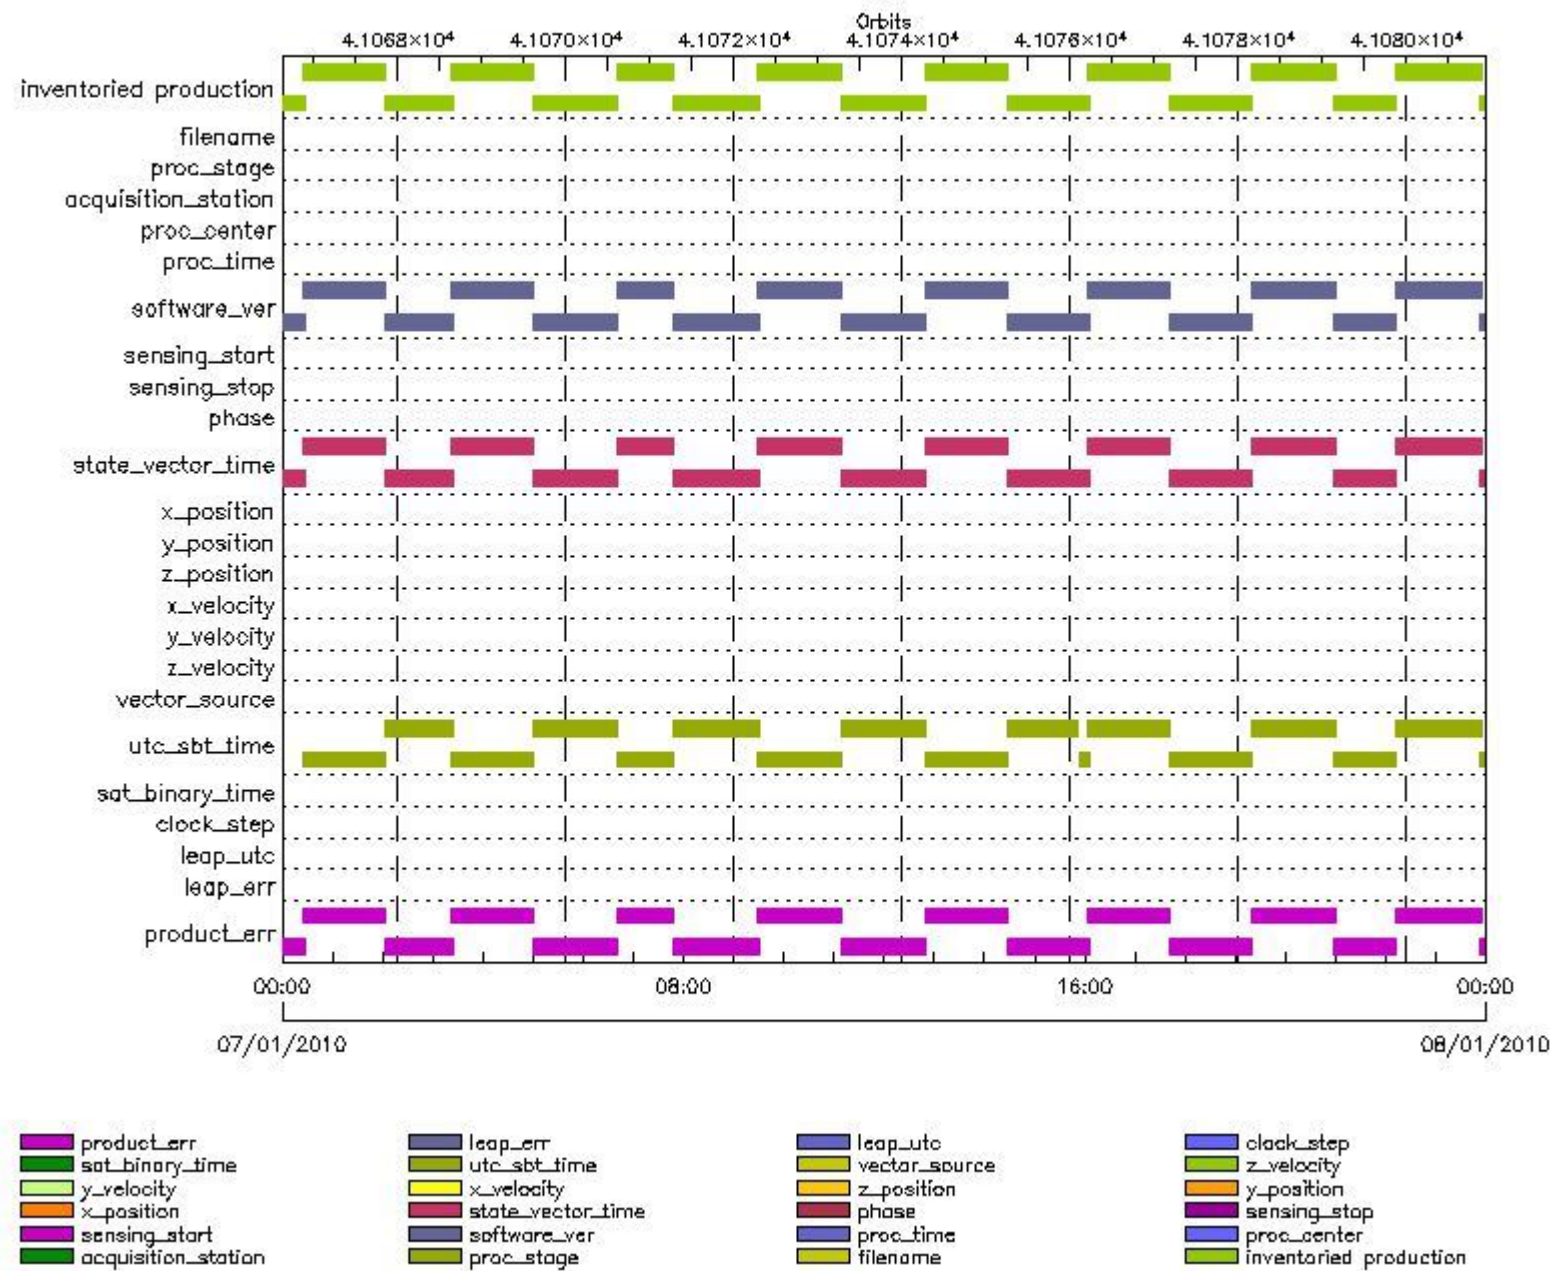 Orbits
4.1068×10⁴ 4.1070×10⁴ 4.1072×10⁴ 4.1074×10⁴ 4.1076×10⁴ 4.1078×10⁴ 4.1080×10⁴
inventoried production
filename
proc_stage
acquisition_station
proc_center
proc_time
software_ver
sensing_start
sensing_stop
phase
state_vector_time
x_position
y_position
z_position
x_velocity
y_velocity
z_velocity
vector_source
utc_sbt_time
sat_binary_time
clock_step
leap_utc
leap_err
product_err
00:00 08:00 16:00 00:00
07/01/2010 08/01/2010
product_err leap_err leap_utc clock_step
sat_binary_time utc_sbt_time vector_source z_velocity
y_velocity x_velocity z_position y_position
x_position state_vector_time phase sensing_stop
sensing_start software_ver proc_time proc_center
acquisition_station proc_stage filename inventoried production